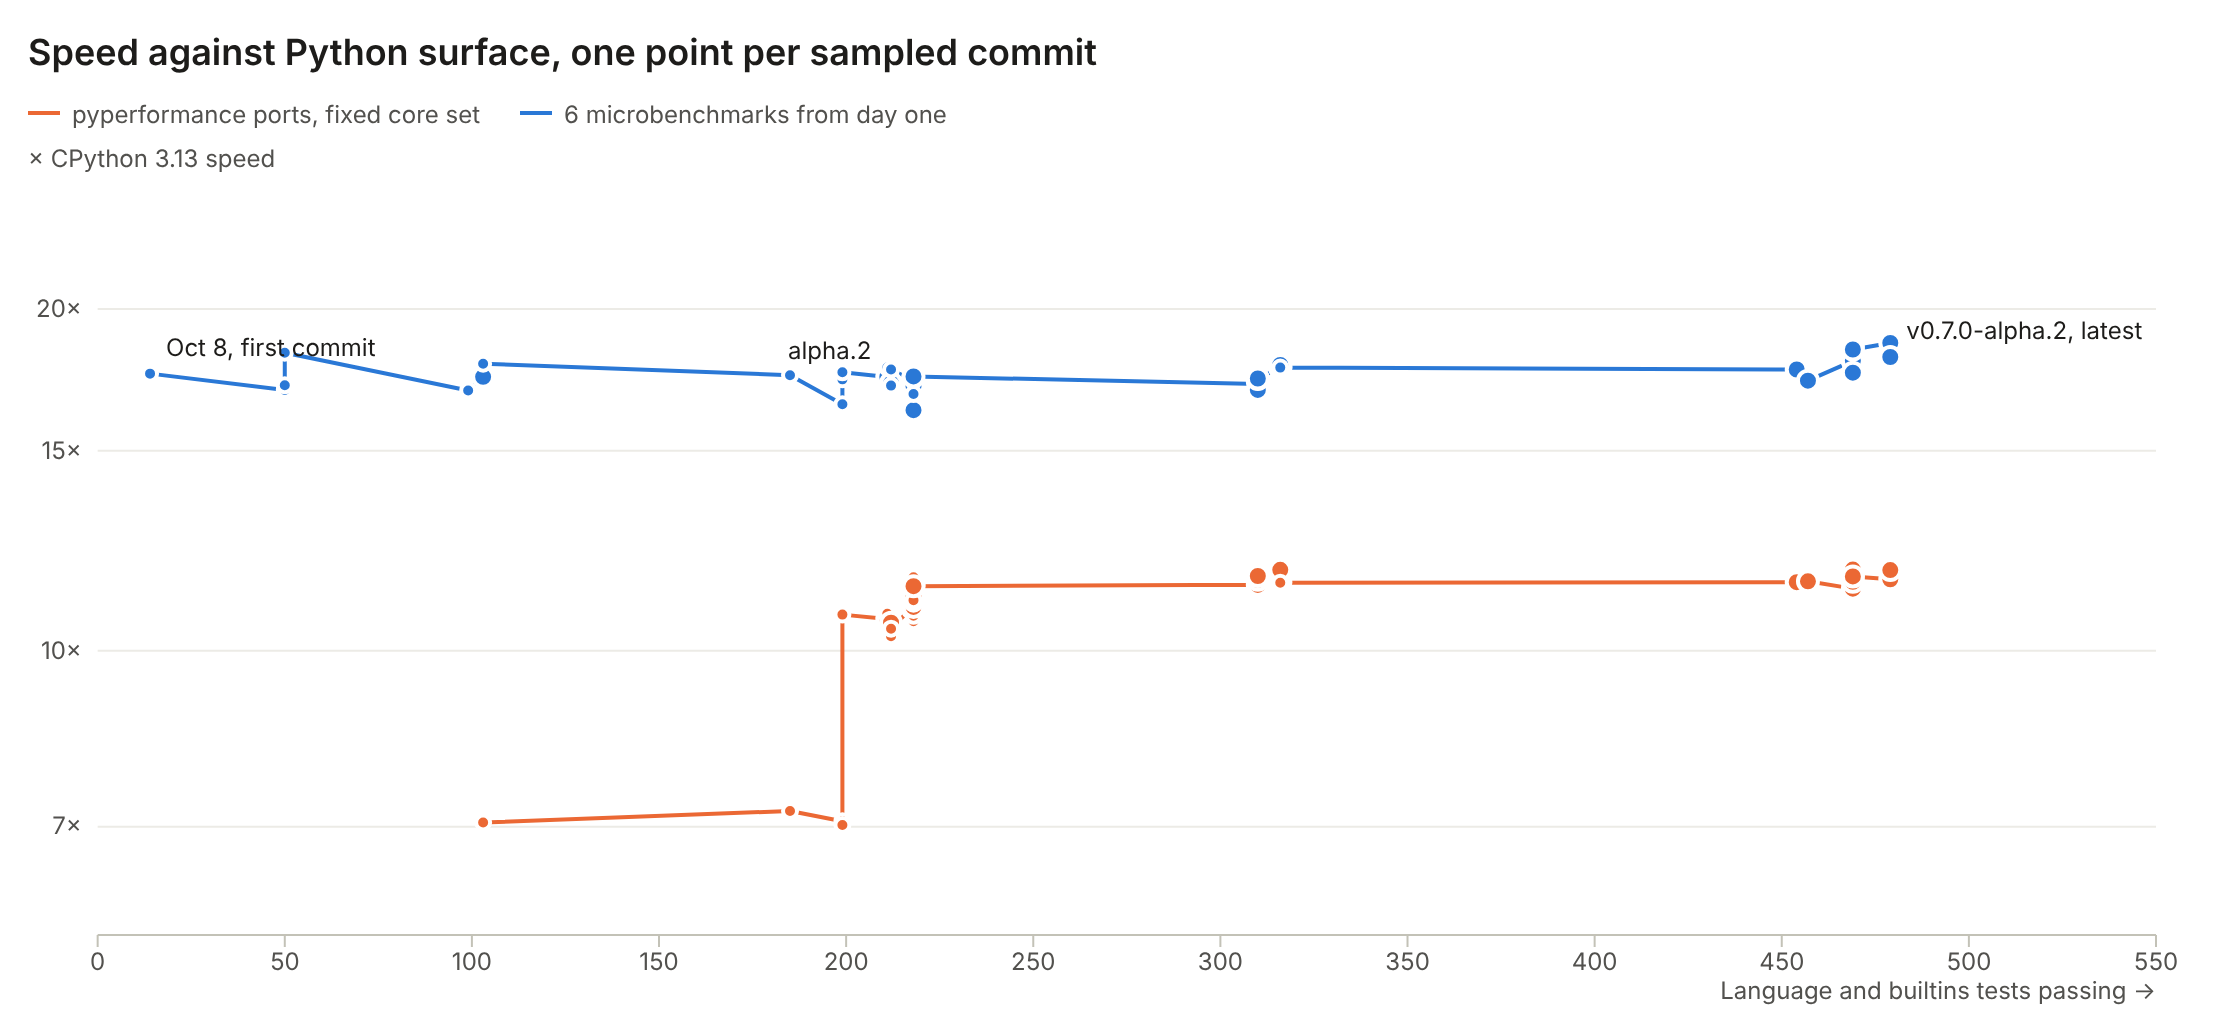 Speed against Python surface, one point per sampled commit
pyperformance ports, fixed core set
6 microbenchmarks from day one
× CPython 3.13 speed
20×
Oct 8, first commit
alpha.2
v0.7.0-alpha.2, latest
15×
10×
7×
0 50 100 150 200 250 300 350 400 450 500 550
Language and builtins tests passing →